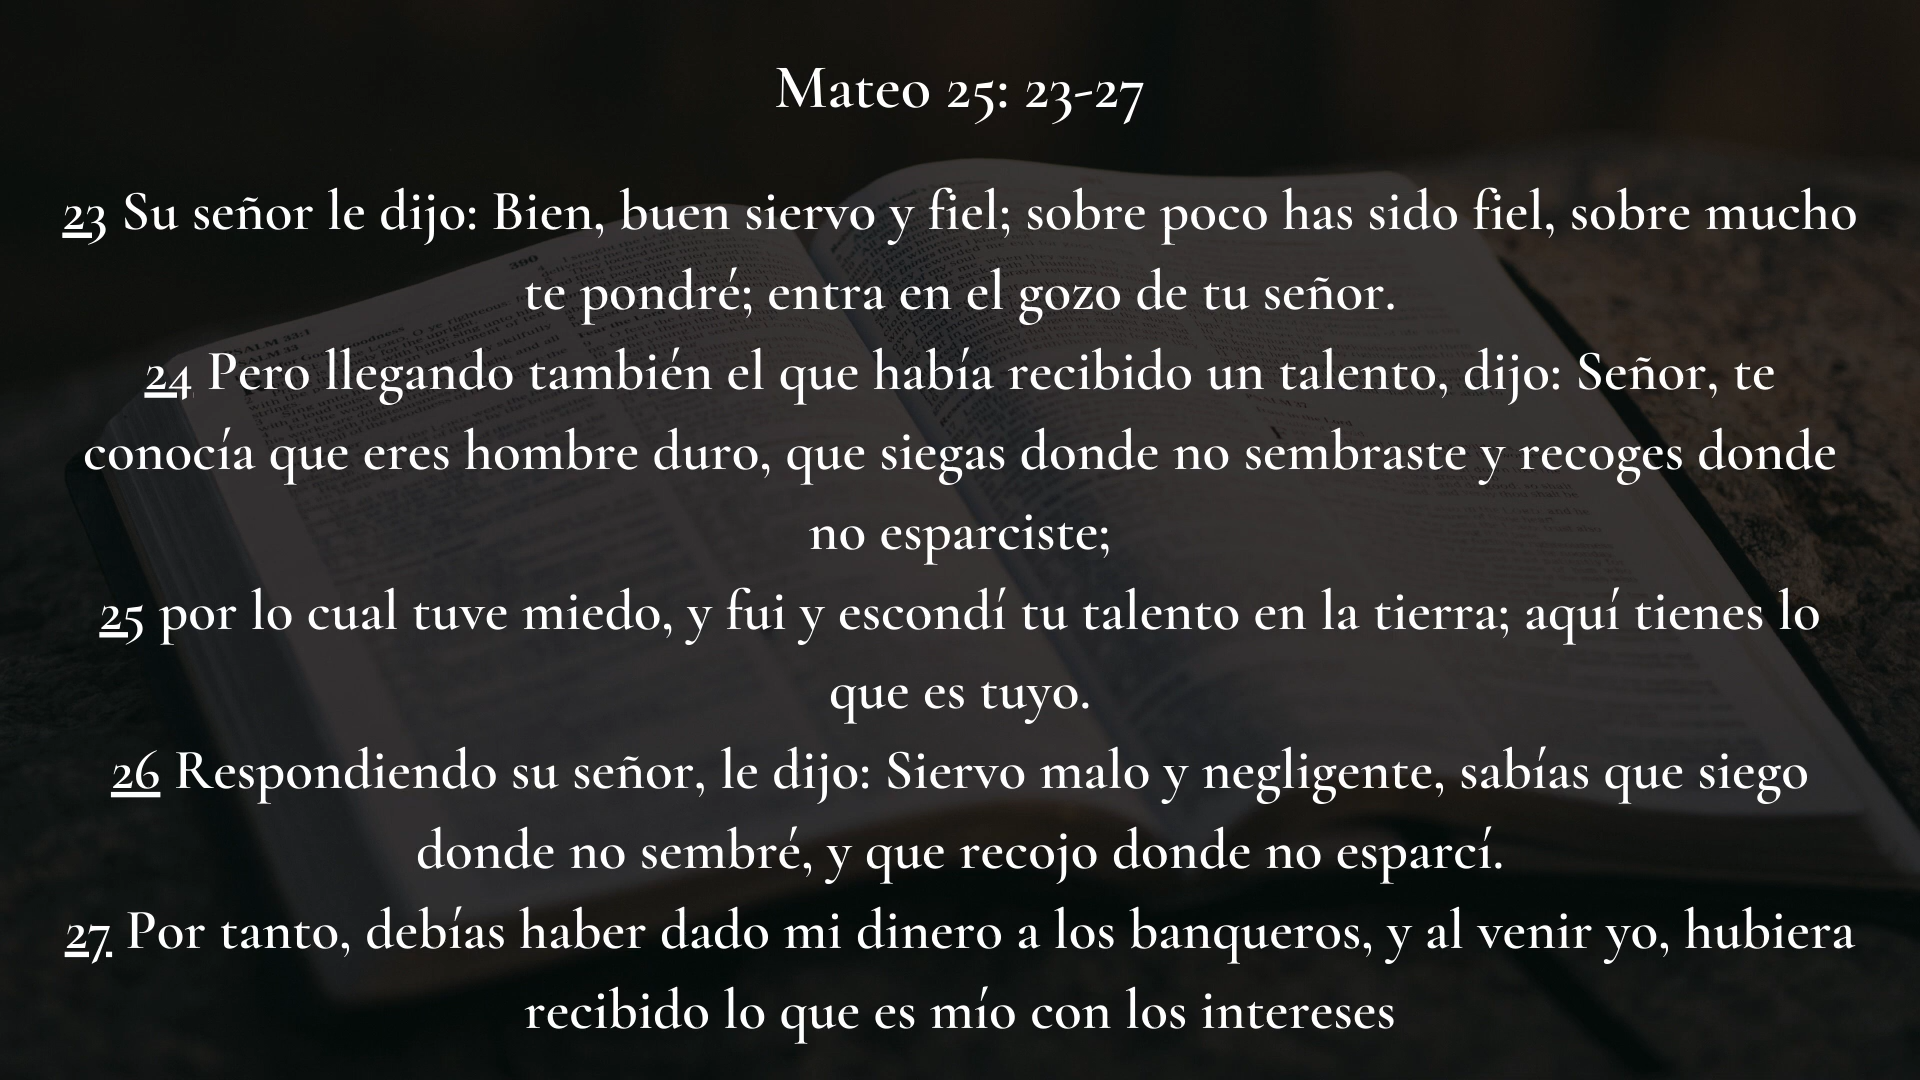 Mateo 25: 23-27
23 Su señor le dijo: Bien, buen siervo y fiel; sobre poco has sido fiel, sobre mucho
te pondré; entra en el gozo de tu señor.
24 Pero llegando también el que había recibido un talento, dijo: Señor, te
conocía que eres hombre duro, que siegas donde no sembraste y recoges donde
no esparciste;
25 por lo cual tuve miedo, y fui y escondí tu talento en la tierra; aquí tienes lo
que es tuyo.
26 Respondiendo su señor, le dijo: Siervo malo y negligente, sabías que siego
donde no sembré, y que recojo donde no esparcí.
27 Por tanto, debías haber dado mi dinero a los banqueros, y al venir yo, hubiera
recibido lo que es mío con los intereses